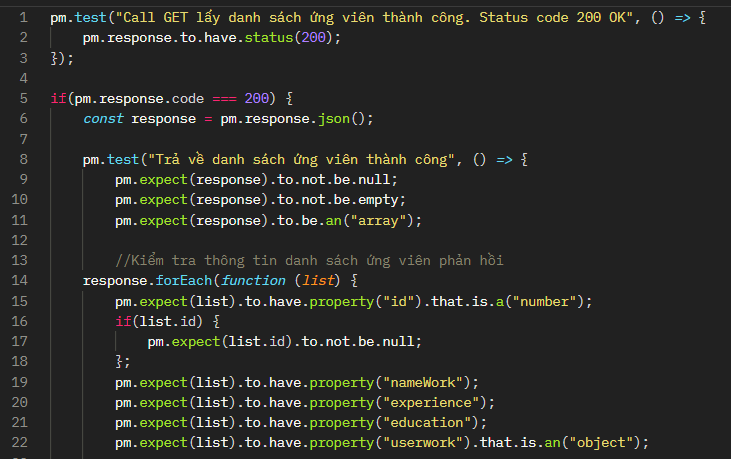 1 pm.test("Call GET lấy danh sách ứng viên thành công. Status code 200 OK", () => {
2     pm.response.to.have.status(200);
3 });
4
5 if(pm.response.code === 200) {
6     const response = pm.response.json();
7
8     pm.test("Trả về danh sách ứng viên thành công", () => {
9         pm.expect(response).to.not.be.null;
10         pm.expect(response).to.not.be.empty;
11         pm.expect(response).to.be.an("array");
12
13         //Kiểm tra thông tin danh sách ứng viên phản hồi
14     response.forEach(function (list) {
15         pm.expect(list).to.have.property("id").that.is.a("number");
16         if(list.id) {
17             pm.expect(list.id).to.not.be.null;
18         };
19         pm.expect(list).to.have.property("nameWork");
20         pm.expect(list).to.have.property("experience");
21         pm.expect(list).to.have.property("education");
22         pm.expect(list).to.have.property("userwork").that.is.an("object");